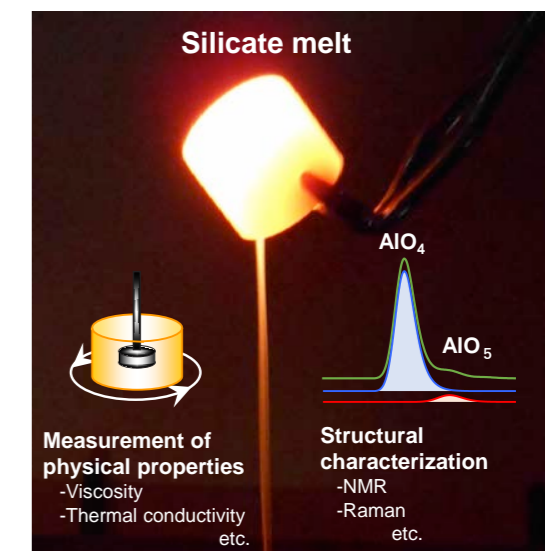 Silicate melt
AlO₄
AlO₅
Measurement of
physical properties
-Viscosity
-Thermal conductivity
etc.
Structural
characterization
-NMR
-Raman
etc.